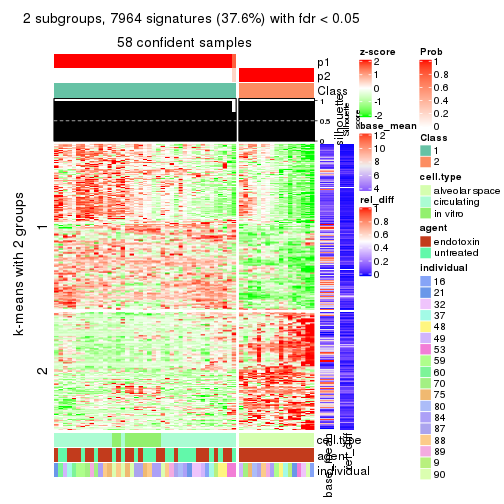 2 subgroups, 7964 signatures (37.6%) with fdr < 0.05
58 confident samples
p1
p2
Class
1
0.5
0
silhouette
Silhouette
score
k-means with 2 groups
1
2
cell.type
agent
individual
base_mean
rel_diff
z-score
2
1
0
-1
-2
base_mean
12
10
8
6
4
rel_diff
1
0.8
0.6
0.4
0.2
0
Prob
1
0.8
0.6
0.4
0.2
0
Class
1
2
cell.type
alveolar space
circulating
in vitro
agent
endotoxin
untreated
individual
16
21
32
37
48
49
53
59
60
70
75
80
84
87
88
89
9
90